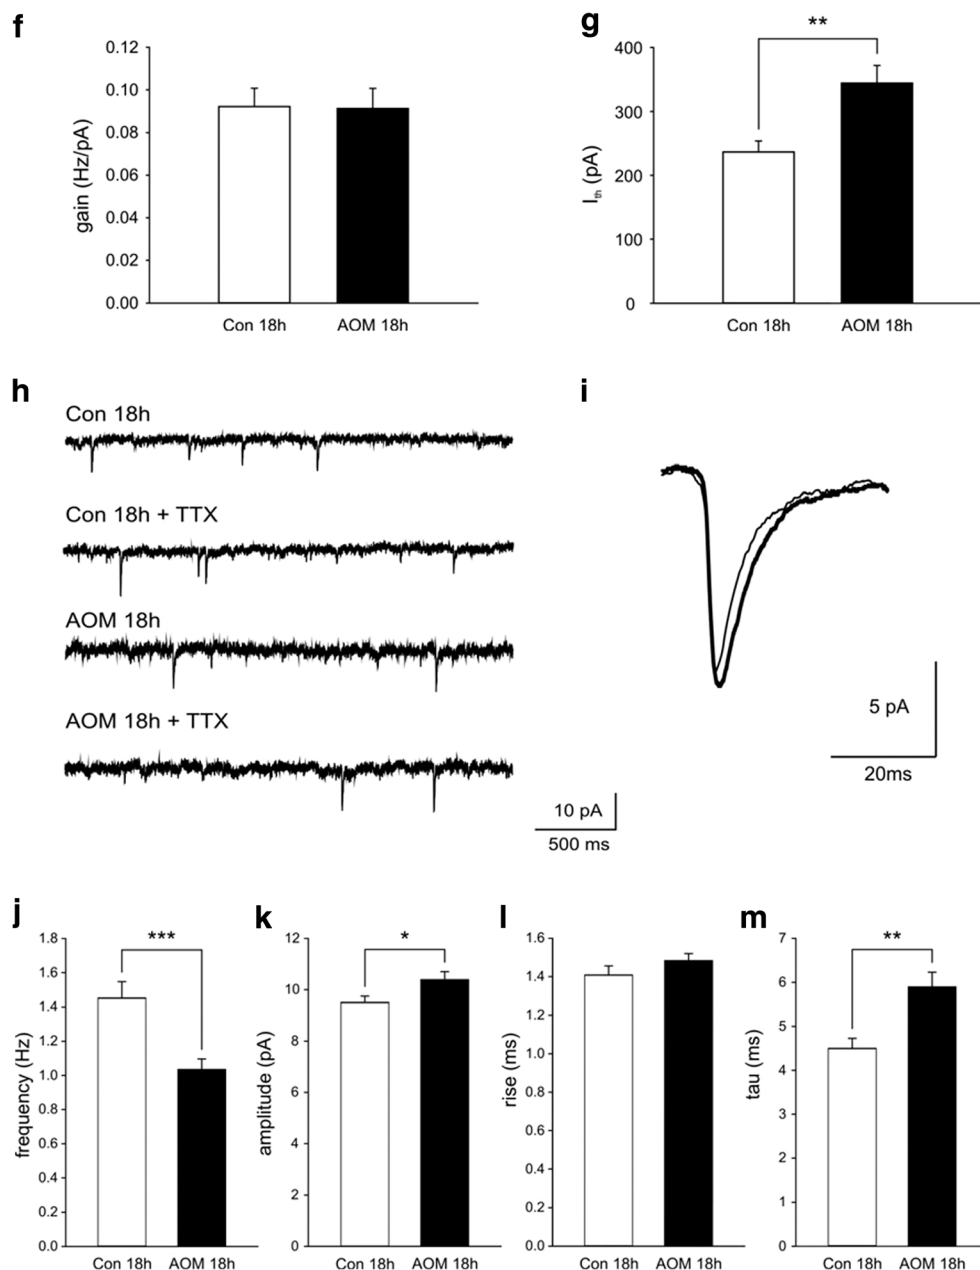 f
0.12
0.10
0.08
0.06
0.04
0.02
0.00
gain (Hz/pA)
Con 18h AOM 18h
g
**
400
300
200
100
0
Ith (pA)
Con 18h AOM 18h
h
Con 18h
Con 18h + TTX
AOM 18h
AOM 18h + TTX
10 pA
500 ms
i
5 pA
20ms
j
***
1.8
1.6
1.4
1.2
1.0
0.8
0.6
0.4
0.2
0.0
frequency (Hz)
Con 18h AOM 18h
k
*
12
10
8
6
4
2
0
amplitude (pA)
Con 18h AOM 18h
l
1.6
1.4
1.2
1.0
0.8
0.6
0.4
0.2
0.0
rise (ms)
Con 18h AOM 18h
m
**
7
6
5
4
3
2
1
0
tau (ms)
Con 18h AOM 18h